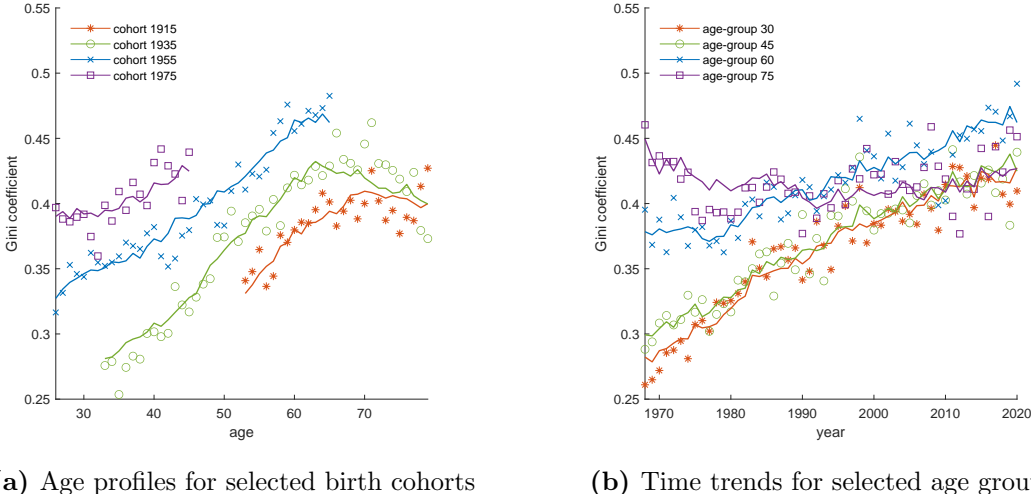 0.55
0.5
0.45
0.4
0.35
0.3
0.25
Gini coefficient
cohort 1915
cohort 1935
cohort 1955
cohort 1975
30 40 50 60 70
age
(a) Age profiles for selected birth cohorts
0.55
0.5
0.45
0.4
0.35
0.3
0.25
Gini coefficient
age-group 30
age-group 45
age-group 60
age-group 75
1970 1980 1990 2000 2010 2020
year
(b) Time trends for selected age grou